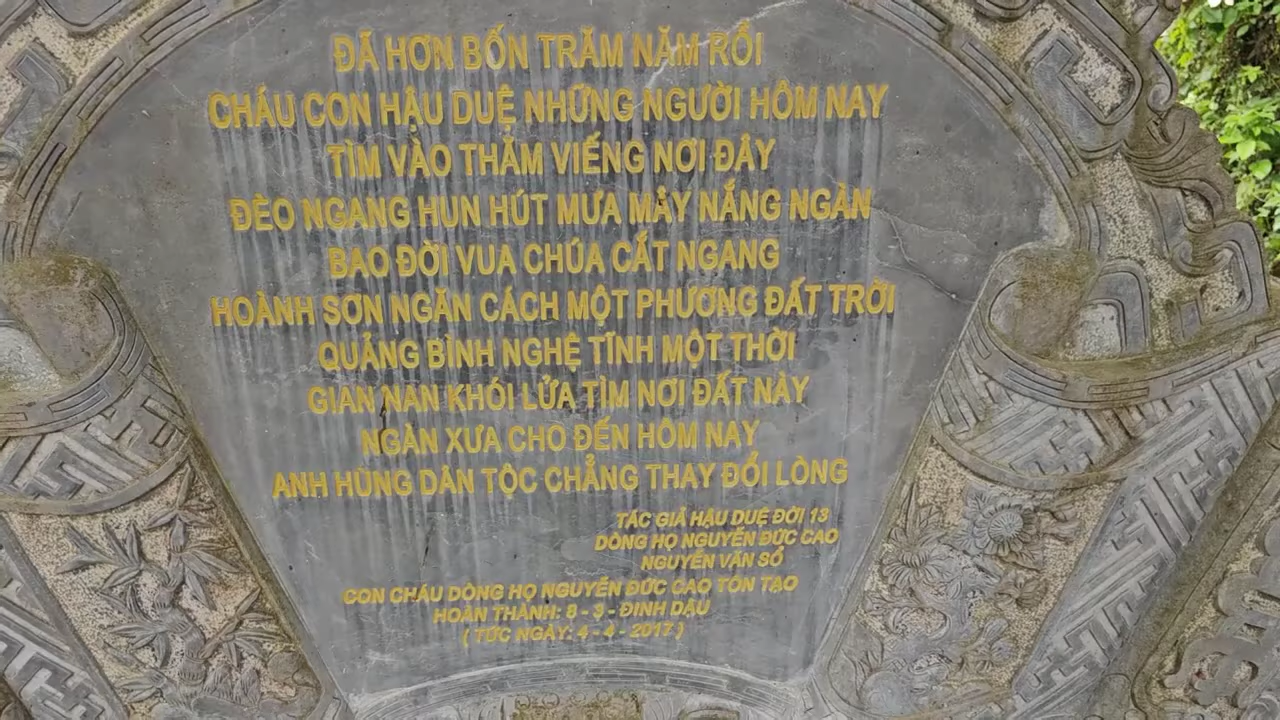 ĐÃ HƠN BỐN TRĂM NĂM RỒI
CHÁU CON HẬU DUỆ NHỮNG NGƯỜI HÔM NAY
TÌM VÀO THĂM VIẾNG NƠI ĐÂY
ĐÈO NGANG HUN HÚT MƯA MÂY NẮNG NGÀN
BAO ĐỜI VUA CHÚA CẮT NGANG
HOÀNH SƠN NGĂN CÁCH MỘT PHƯƠNG ĐẤT TRỜI
QUẢNG BÌNH NGHỆ TĨNH MỘT THỜI
GIAN NAN KHÓI LỬA TÌM NƠI ĐẤT NÀY
NGÀN XƯA CHO ĐẾN HÔM NAY
ANH HÙNG DÂN TỘC CHẲNG THAY ĐỔI LÒNG
TÁC GIẢ HẬU DUỆ ĐỜI 13
DÒNG HỌ NGUYỄN ĐỨC CAO
NGUYỄN VĂN SỔ
CON CHÁU DÒNG HỌ NGUYỄN ĐỨC CAO TÔN TẠO
HOÀN THÀNH: 8 - 3 - ĐINH DẬU
( TỨC NGÀY: 4 - 4 - 2017 )